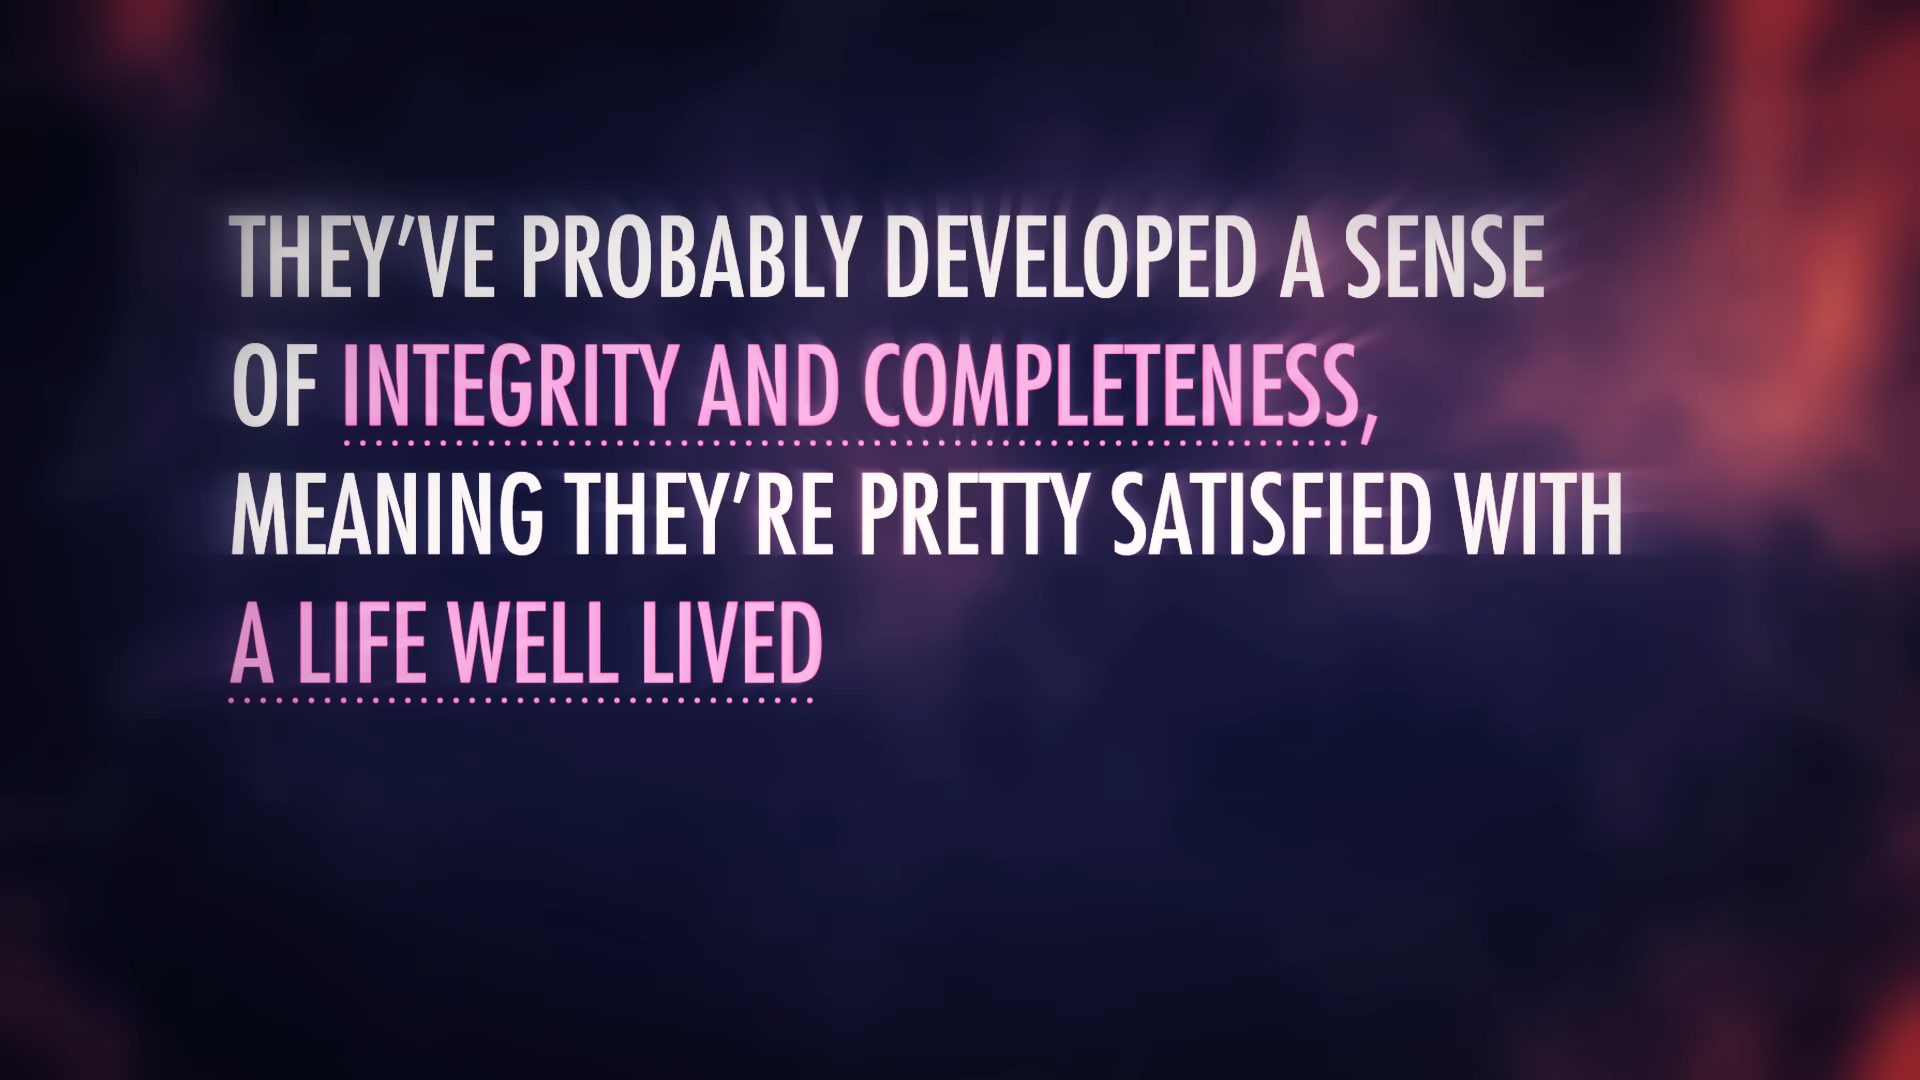 THEY'VE PROBABLY DEVELOPED A SENSE
OF INTEGRITY AND COMPLETENESS,
MEANING THEY'RE PRETTY SATISFIED WITH
A LIFE WELL LIVED